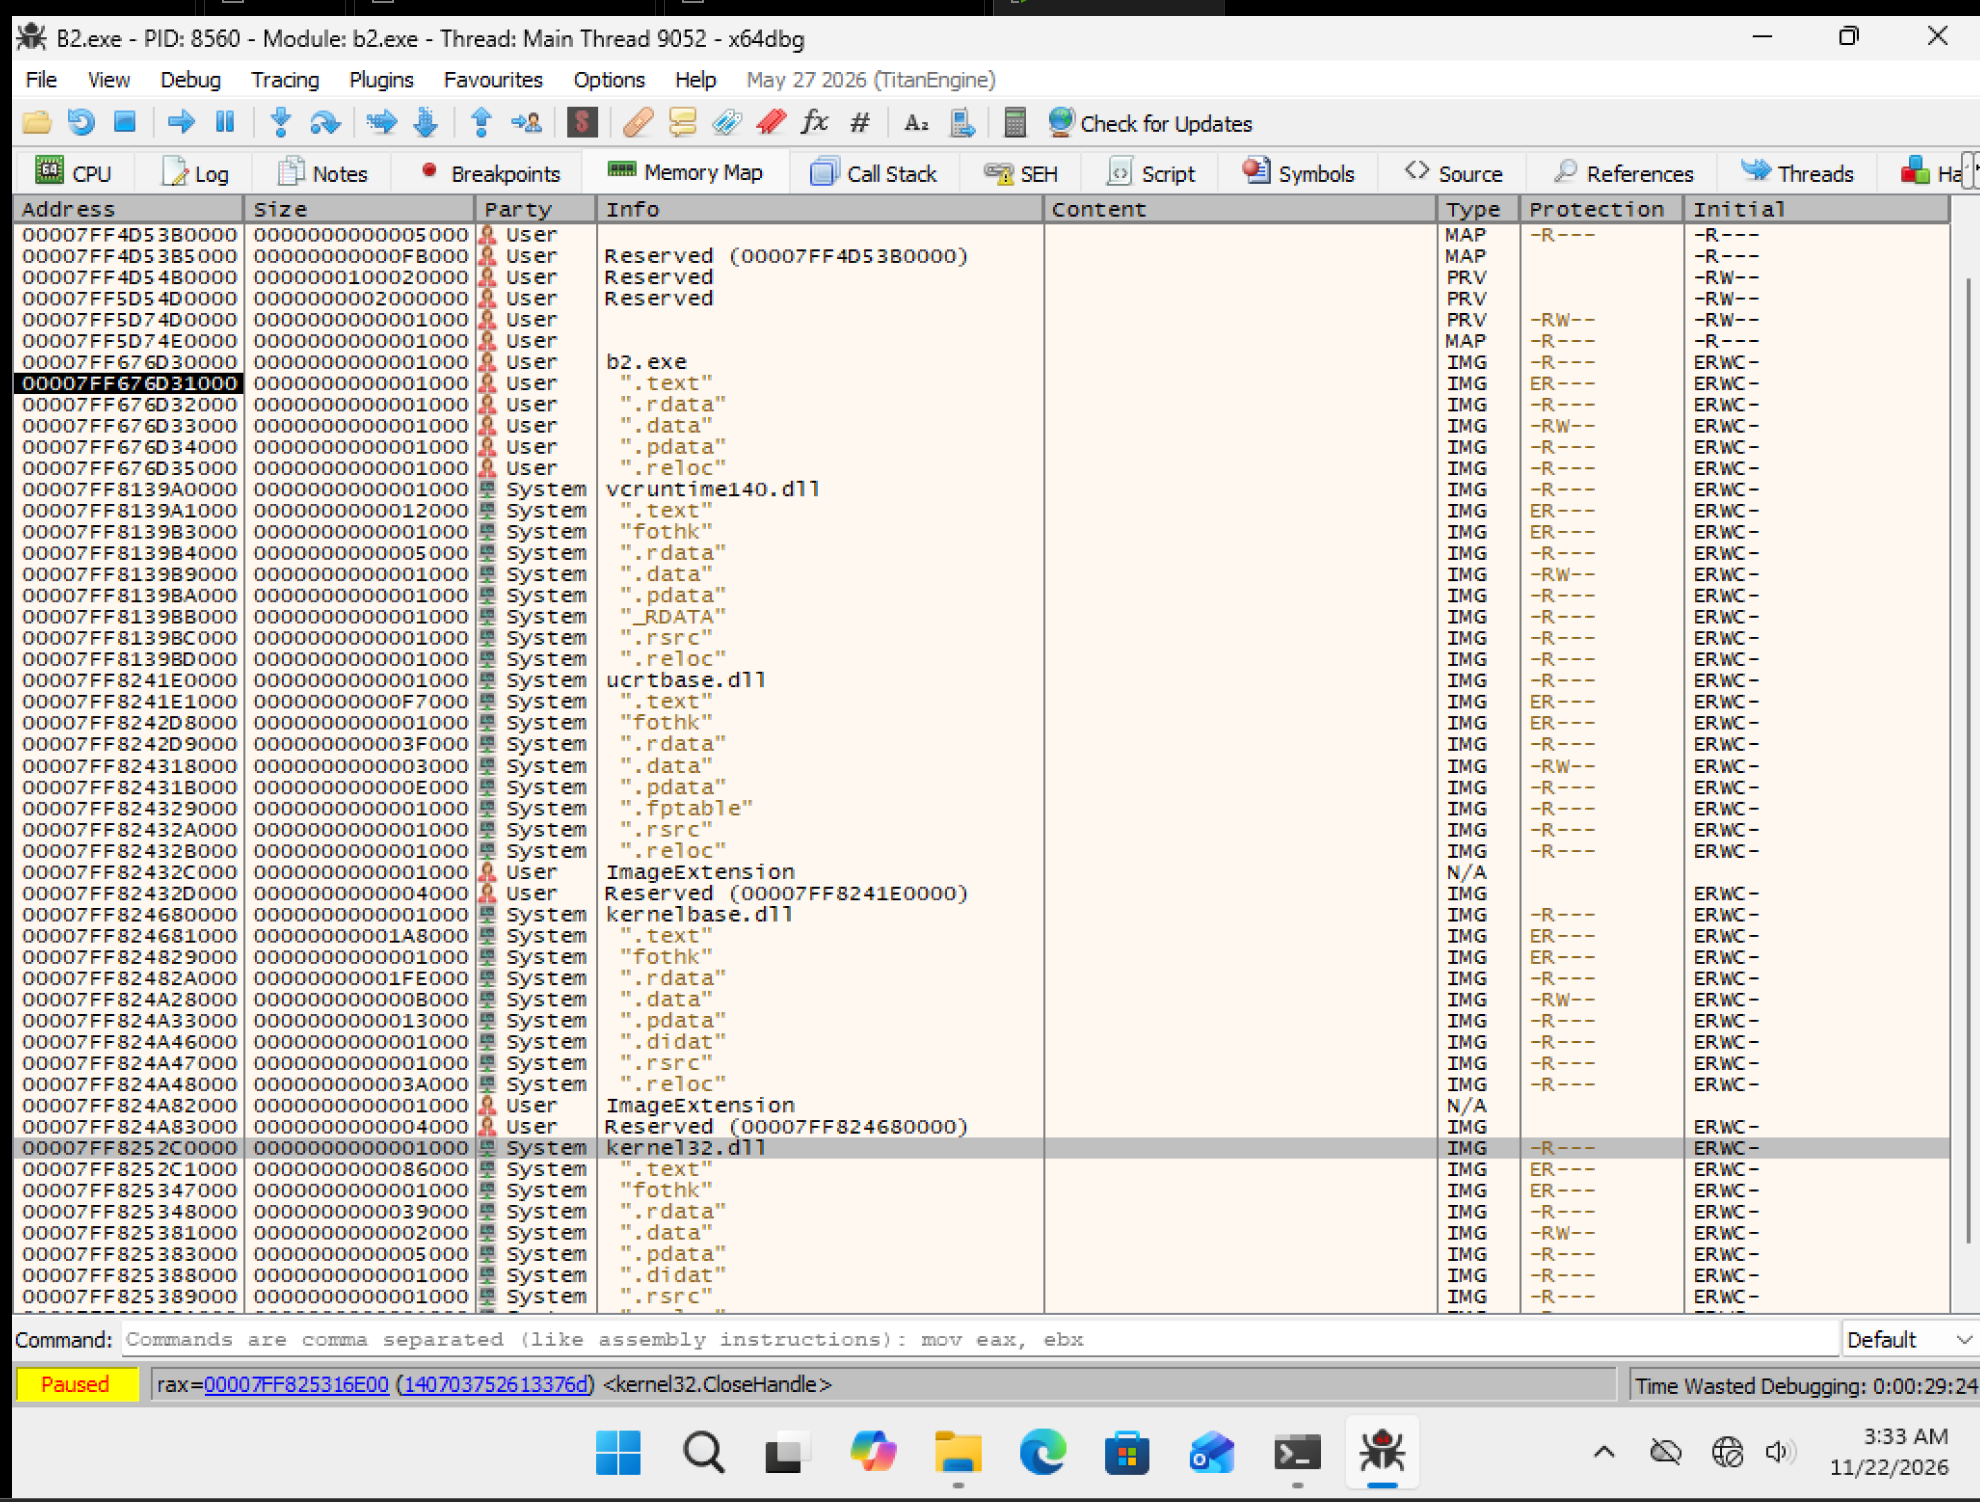 B2.exe - PID: 8560 - Module: b2.exe - Thread: Main Thread 9052 - x64dbg
File View Debug Tracing Plugins Favourites Options Help May 27 2026 (TitanEngine)
Check for Updates
CPU Log Notes Breakpoints Memory Map Call Stack SEH Script Symbols Source References Threads Ha
Address Size Party Info Content Type Protection Initial
00007FF4D53B0000 0000000000005000 User MAP -R--- -R---
00007FF4D53B5000 00000000000FB000 User Reserved (00007FF4D53B0000) MAP -R---
00007FF4D54B0000 0000000100020000 User Reserved PRV -RW--
00007FF5D54D0000 0000000002000000 User Reserved PRV -RW--
00007FF5D74D0000 0000000000001000 User PRV -RW-- -RW--
00007FF5D74E0000 0000000000001000 User MAP -R--- -R---
00007FF676D30000 0000000000001000 User b2.exe IMG -R--- ERWC-
00007FF676D31000 0000000000001000 User ".text" IMG ER--- ERWC-
00007FF676D32000 0000000000001000 User ".rdata" IMG -R--- ERWC-
00007FF676D33000 0000000000001000 User ".data" IMG -RW-- ERWC-
00007FF676D34000 0000000000001000 User ".pdata" IMG -R--- ERWC-
00007FF676D35000 0000000000001000 User ".reloc" IMG -R--- ERWC-
00007FF8139A0000 0000000000001000 System vcruntime140.dll IMG -R--- ERWC-
00007FF8139A1000 0000000000012000 System ".text" IMG ER--- ERWC-
00007FF8139B3000 0000000000001000 System "fothk" IMG ER--- ERWC-
00007FF8139B4000 0000000000005000 System ".rdata" IMG -R--- ERWC-
00007FF8139B9000 0000000000001000 System ".data" IMG -RW-- ERWC-
00007FF8139BA000 0000000000001000 System ".pdata" IMG -R--- ERWC-
00007FF8139BB000 0000000000001000 System "_RDATA" IMG -R--- ERWC-
00007FF8139BC000 0000000000001000 System ".rsrc" IMG -R--- ERWC-
00007FF8139BD000 0000000000001000 System ".reloc" IMG -R--- ERWC-
00007FF8241E0000 0000000000001000 System ucrtbase.dll IMG -R--- ERWC-
00007FF8241E1000 00000000000F7000 System ".text" IMG ER--- ERWC-
00007FF8242D8000 0000000000001000 System "fothk" IMG ER--- ERWC-
00007FF8242D9000 000000000003F000 System ".rdata" IMG -R--- ERWC-
00007FF824318000 0000000000003000 System ".data" IMG -RW-- ERWC-
00007FF82431B000 000000000000E000 System ".pdata" IMG -R--- ERWC-
00007FF824329000 0000000000001000 System ".fptable" IMG -R--- ERWC-
00007FF82432A000 0000000000001000 System ".rsrc" IMG -R--- ERWC-
00007FF82432B000 0000000000001000 System ".reloc" IMG -R--- ERWC-
00007FF82432C000 0000000000001000 User ImageExtension N/A
00007FF82432D000 0000000000004000 User Reserved (00007FF8241E0000) IMG ERWC-
00007FF824680000 0000000000001000 System kernelbase.dll IMG -R--- ERWC-
00007FF824681000 00000000001A8000 System ".text" IMG ER--- ERWC-
00007FF824829000 0000000000001000 System "fothk" IMG ER--- ERWC-
00007FF82482A000 00000000001FE000 System ".rdata" IMG -R--- ERWC-
00007FF824A28000 000000000000B000 System ".data" IMG -RW-- ERWC-
00007FF824A33000 0000000000013000 System ".pdata" IMG -R--- ERWC-
00007FF824A46000 0000000000001000 System ".didat" IMG -R--- ERWC-
00007FF824A47000 0000000000001000 System ".rsrc" IMG -R--- ERWC-
00007FF824A48000 000000000003A000 System ".reloc" IMG -R--- ERWC-
00007FF824A82000 0000000000001000 User ImageExtension N/A
00007FF824A83000 0000000000004000 User Reserved (00007FF824680000) IMG ERWC-
00007FF8252C0000 0000000000001000 System kernel32.dll IMG -R--- ERWC-
00007FF8252C1000 0000000000086000 System ".text" IMG ER--- ERWC-
00007FF825347000 0000000000001000 System "fothk" IMG ER--- ERWC-
00007FF825348000 0000000000039000 System ".rdata" IMG -R--- ERWC-
00007FF825381000 0000000000002000 System ".data" IMG -RW-- ERWC-
00007FF825383000 0000000000005000 System ".pdata" IMG -R--- ERWC-
00007FF825388000 0000000000001000 System ".didat" IMG -R--- ERWC-
00007FF825389000 0000000000001000 System ".rsrc" IMG -R--- ERWC-
Command: Commands are comma separated (like assembly instructions): mov eax, ebx Default
Paused rax=00007FF825316E00 (140703752613376d) <kernel32.CloseHandle> Time Wasted Debugging: 0:00:29:24
3:33 AM
11/22/2026